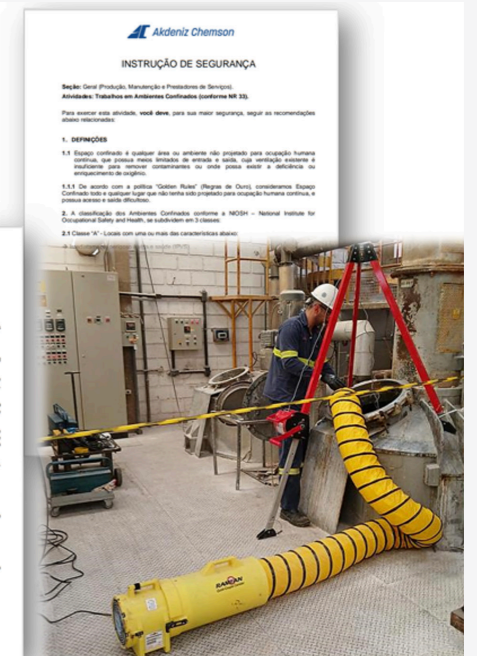 Akdeniz Chemson
INSTRUÇÃO DE SEGURANÇA
Seção: Geral (Produção, Manutenção e Prestadores de Serviços).
Atividades: Trabalhos em Ambientes Confinados (conforme NR 33).
Para exercer esta atividade, você deve, para sua maior segurança, seguir as recomendações
abaixo relacionadas:
1. DEFINIÇÕES
1.1 Espaço confinado é qualquer área ou ambiente não projetado para ocupação humana
contínua, que possua meios limitados de entrada e saída, cuja ventilação existente é
insuficiente para remover contaminantes ou onde possa existir a deficiência ou
enriquecimento de oxigênio.
1.1.1 De acordo com a política "Golden Rules" (Regras de Ouro), consideramos Espaço
Confinado todo e qualquer lugar que não tenha sido projetado para ocupação humana contínua, e
possua acesso e saída dificultoso.
2. A classificação dos Ambientes Confinados conforme a NIOSH – National Institute for
Occupational Safety and Health, se subdividem em 3 classes:
2.1 Classe "A" - Locais com uma ou mais das características abaixo:
RAMFAN